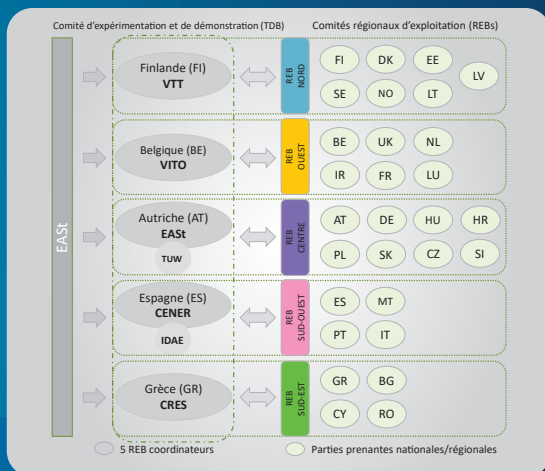 Comité d'expérimentation et de démonstration (TDB)
Comités régionaux d'exploitation (REBs)
EASt
Finlande (FI)
VTT
REB
NORD
FI DK EE LV
SE NO LT
Belgique (BE)
VITO
REB
OUEST
BE UK NL
IR FR LU
Autriche (AT)
EASt
TUW
REB
CENTRE
AT DE HU HR
PL SK CZ SI
Espagne (ES)
CENER
IDAE
REB
SUD-OUEST
ES MT
PT IT
Grèce (GR)
CRES
REB
SUD-EST
GR BG
CY RO
5 REB coordinateurs
Parties prenantes nationales/régionales